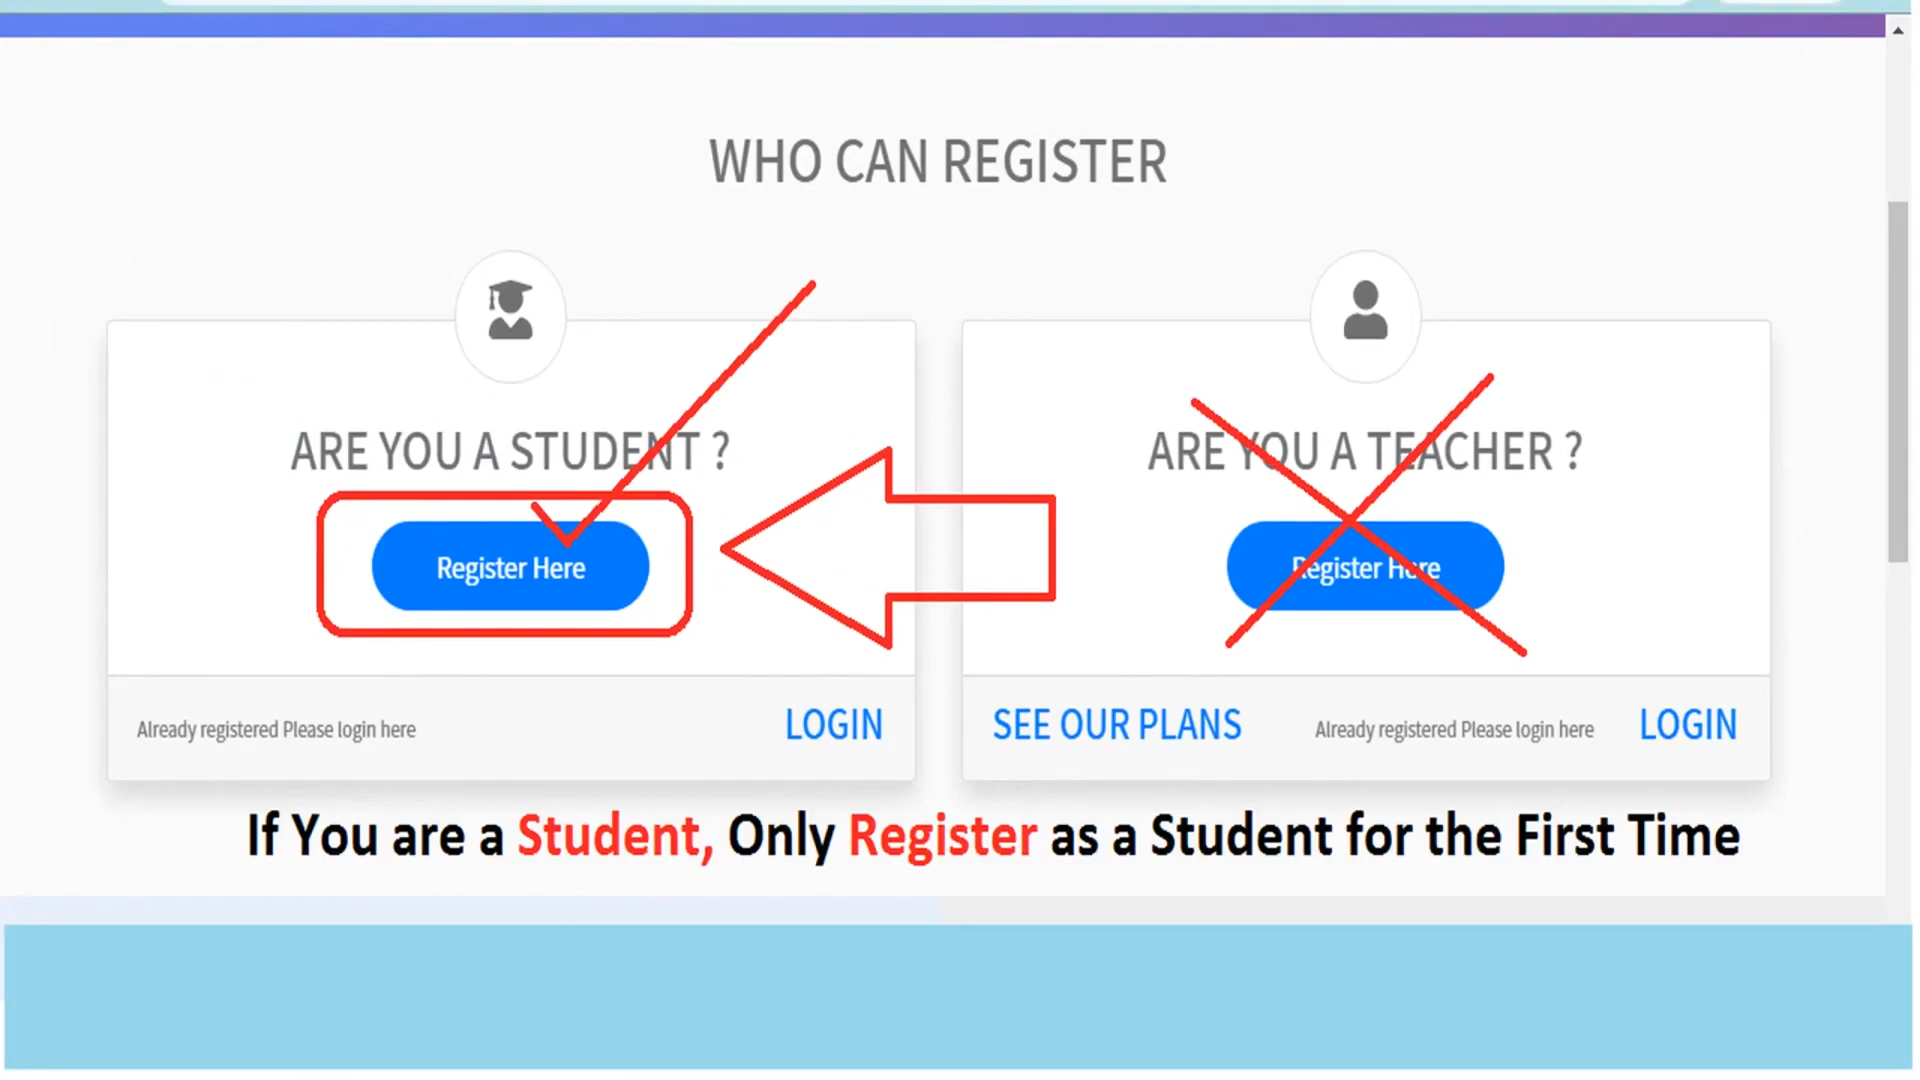 WHO CAN REGISTER
ARE YOU A STUDENT ?
Register Here
Already registered Please login here
LOGIN
ARE YOU A TEACHER ?
Register Here
SEE OUR PLANS
Already registered Please login here
LOGIN
If You are a Student, Only Register as a Student for the First Time